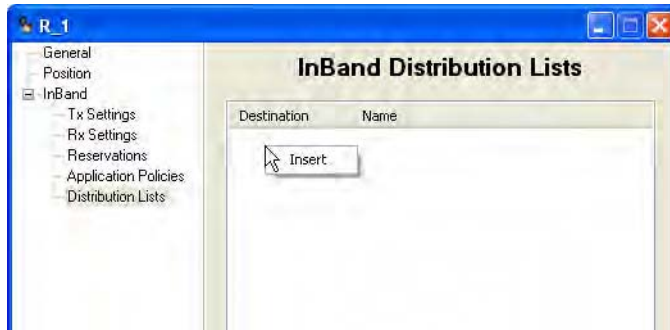 R_1
General
Position
InBand
Tx Settings
Rx Settings
Reservations
Application Policies
Distribution Lists
InBand Distribution Lists
Destination Name
Insert